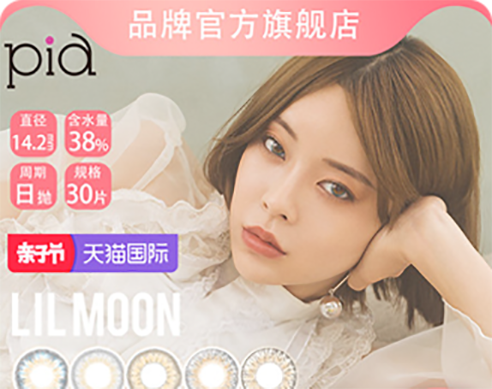 品牌官方旗舰店
pia
直径
14.2mm
含水量
38%
周期
日抛
规格
30片
亲子节
天猫国际
LILMOON